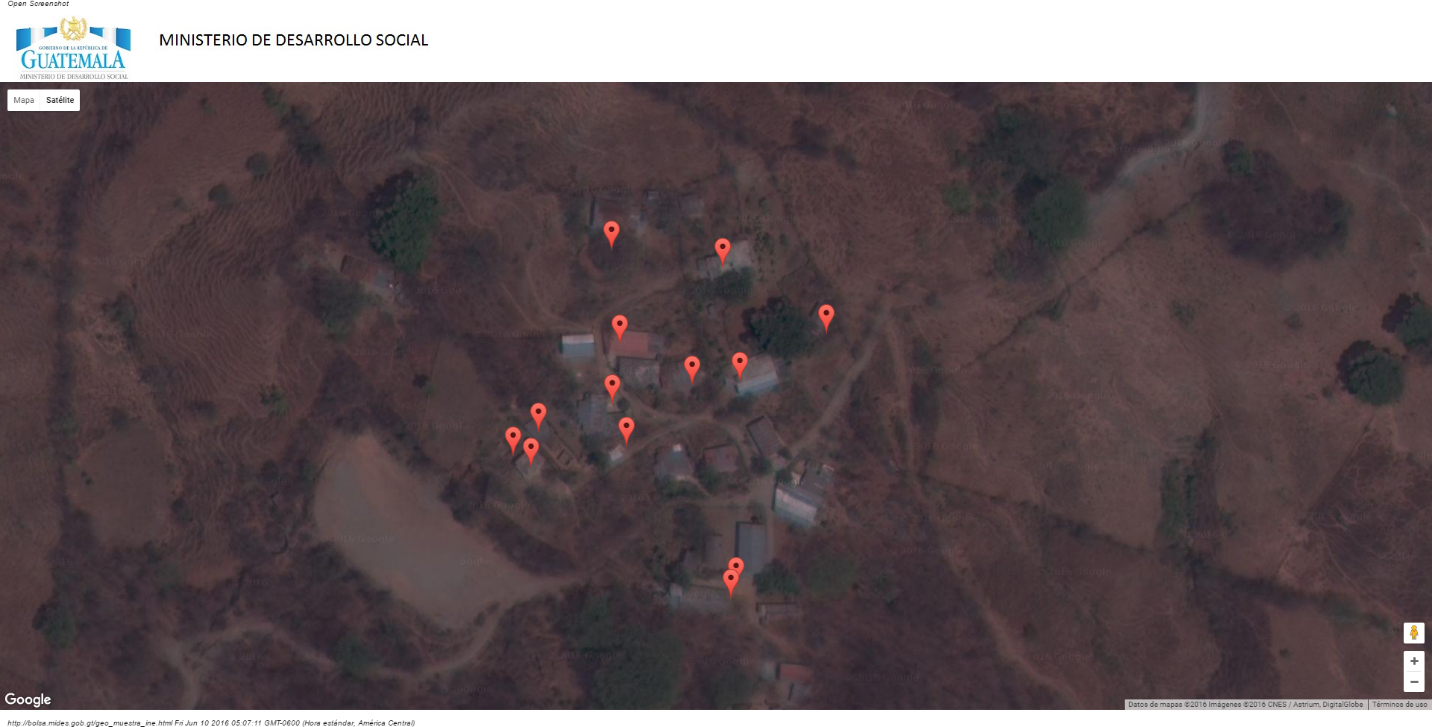 Open Screenshot
GOBIERNO DE LA REPÚBLICA DE
GUATEMALA
MINISTERIO DE DESARROLLO SOCIAL
MINISTERIO DE DESARROLLO SOCIAL
Mapa Satélite
Google
Datos de mapas ©2016 Imágenes ©2016 CNES / Astrium, DigitalGlobe Términos de uso
http://bolsa.mides.gob.gt/geo_muestra_ine.html Fri Jun 10 2016 05:07:11 GMT-0600 (Hora estándar, América Central)